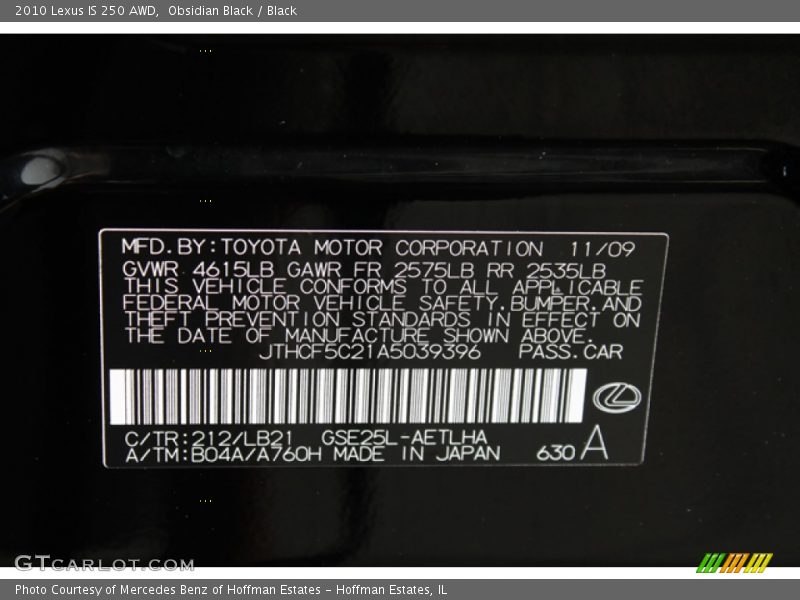 2010 Lexus IS 250 AWD, Obsidian Black / Black
MFD.BY:TOYOTA MOTOR CORPORATION 11/09
GVWR 4615LB GAWR FR 2575LB RR 2535LB
THIS VEHICLE CONFORMS TO ALL APPLICABLE
FEDERAL MOTOR VEHICLE SAFETY,BUMPER,AND
THEFT PREVENTION STANDARDS IN EFFECT ON
THE DATE OF MANUFACTURE SHOWN ABOVE.
JTHCF5C21A5039396 PASS.CAR
C/TR:212/LB21 GSE25L-AETLHA
A/TM:B04A/A760H MADE IN JAPAN 630 A
GTCARLOT.COM
Photo Courtesy of Mercedes Benz of Hoffman Estates - Hoffman Estates, IL